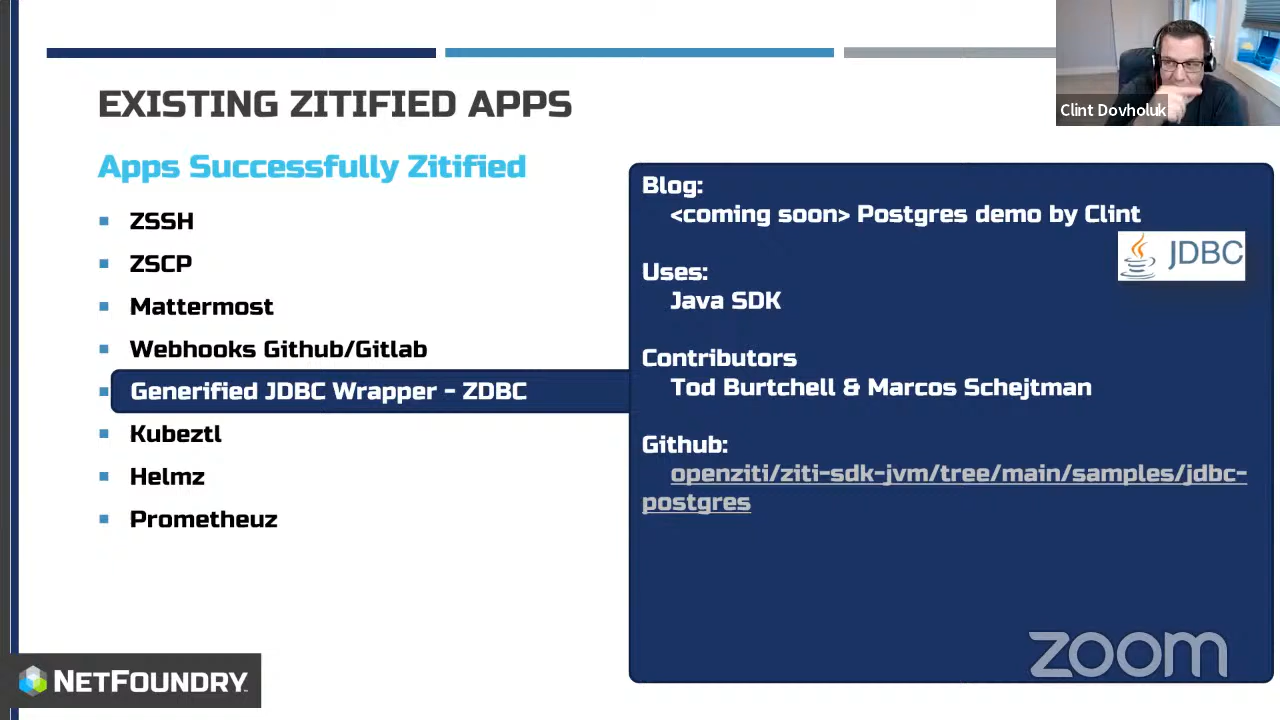 Clint Dovholuk
EXISTING ZITIFIED APPS
Apps Successfully Zitified
ZSSH
ZSCP
Mattermost
Webhooks Github/Gitlab
Generified JDBC Wrapper - ZDBC
Kubeztl
Helmz
Prometheuz
Blog:
<coming soon> Postgres demo by Clint
JDBC
Uses:
Java SDK
Contributors
Tod Burtchell & Marcos Schejtman
Github:
openziti/ziti-sdk-jvm/tree/main/samples/jdbc-
postgres
zoom
NETFOUNDRY